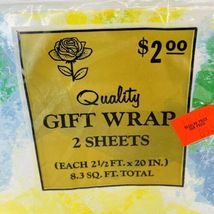 $2.00
Quality
GIFT WRAP
2 SHEETS
(EACH 2½ FT. x 20 IN.)
8.3 SQ. FT. TOTAL